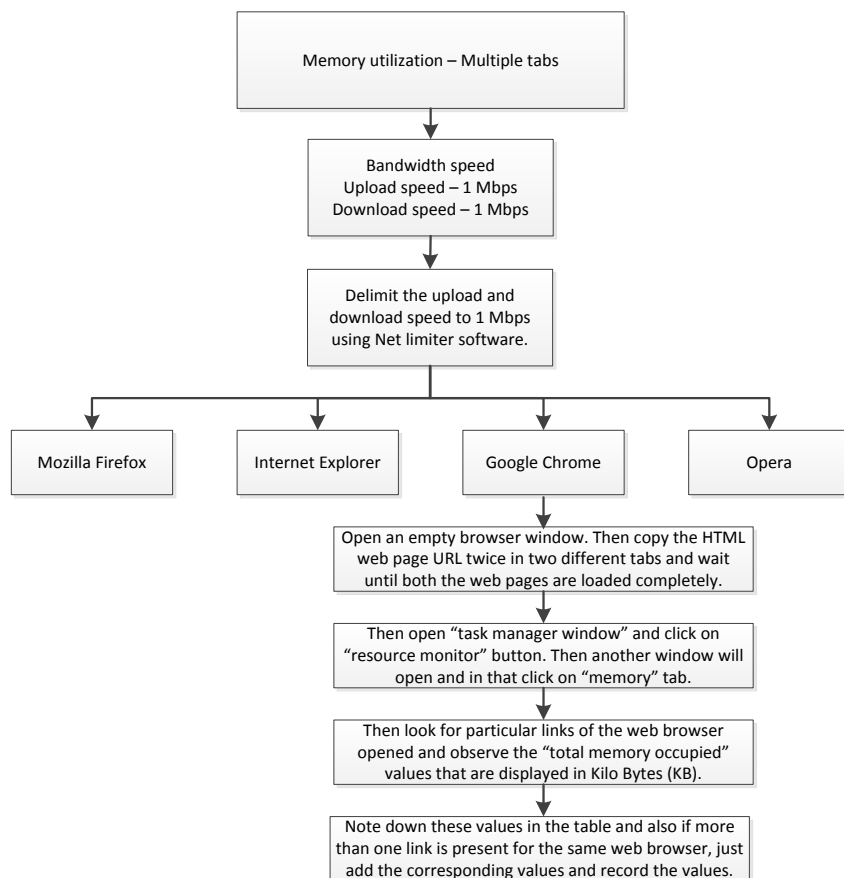 Memory utilization – Multiple tabs
Bandwidth speed
Upload speed – 1 Mbps
Download speed – 1 Mbps
Delimit the upload and
download speed to 1 Mbps
using Net limiter software.
Mozilla Firefox
Internet Explorer
Google Chrome
Opera
Open an empty browser window. Then copy the HTML
web page URL twice in two different tabs and wait
until both the web pages are loaded completely.
Then open “task manager window” and click on
“resource monitor” button. Then another window will
open and in that click on “memory” tab.
Then look for particular links of the web browser
opened and observe the “total memory occupied”
values that are displayed in Kilo Bytes (KB).
Note down these values in the table and also if more
than one link is present for the same web browser, just
add the corresponding values and record the values.